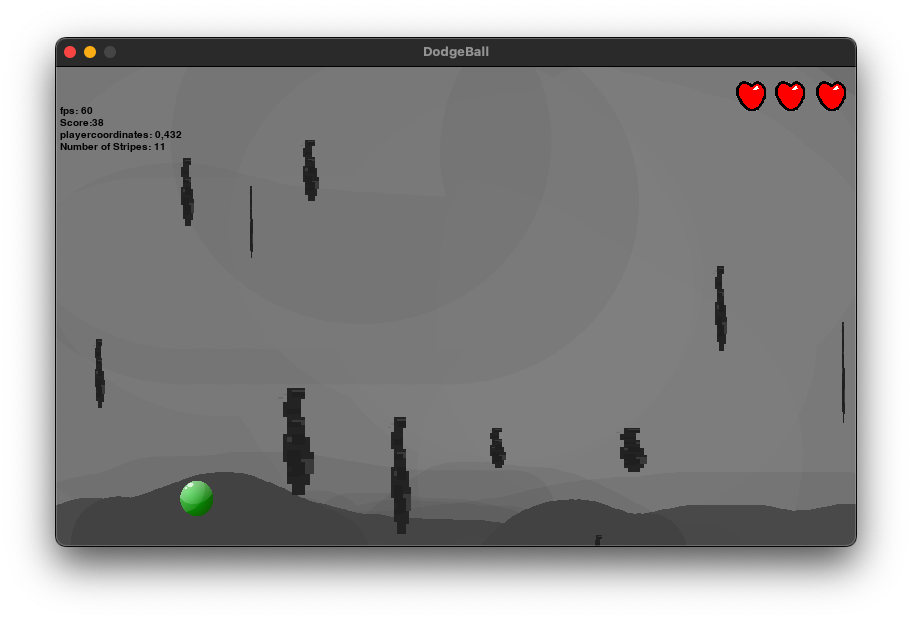 DodgeBall
fps: 60
Score:38
playercoordinates: 0,432
Number of Stripes: 11